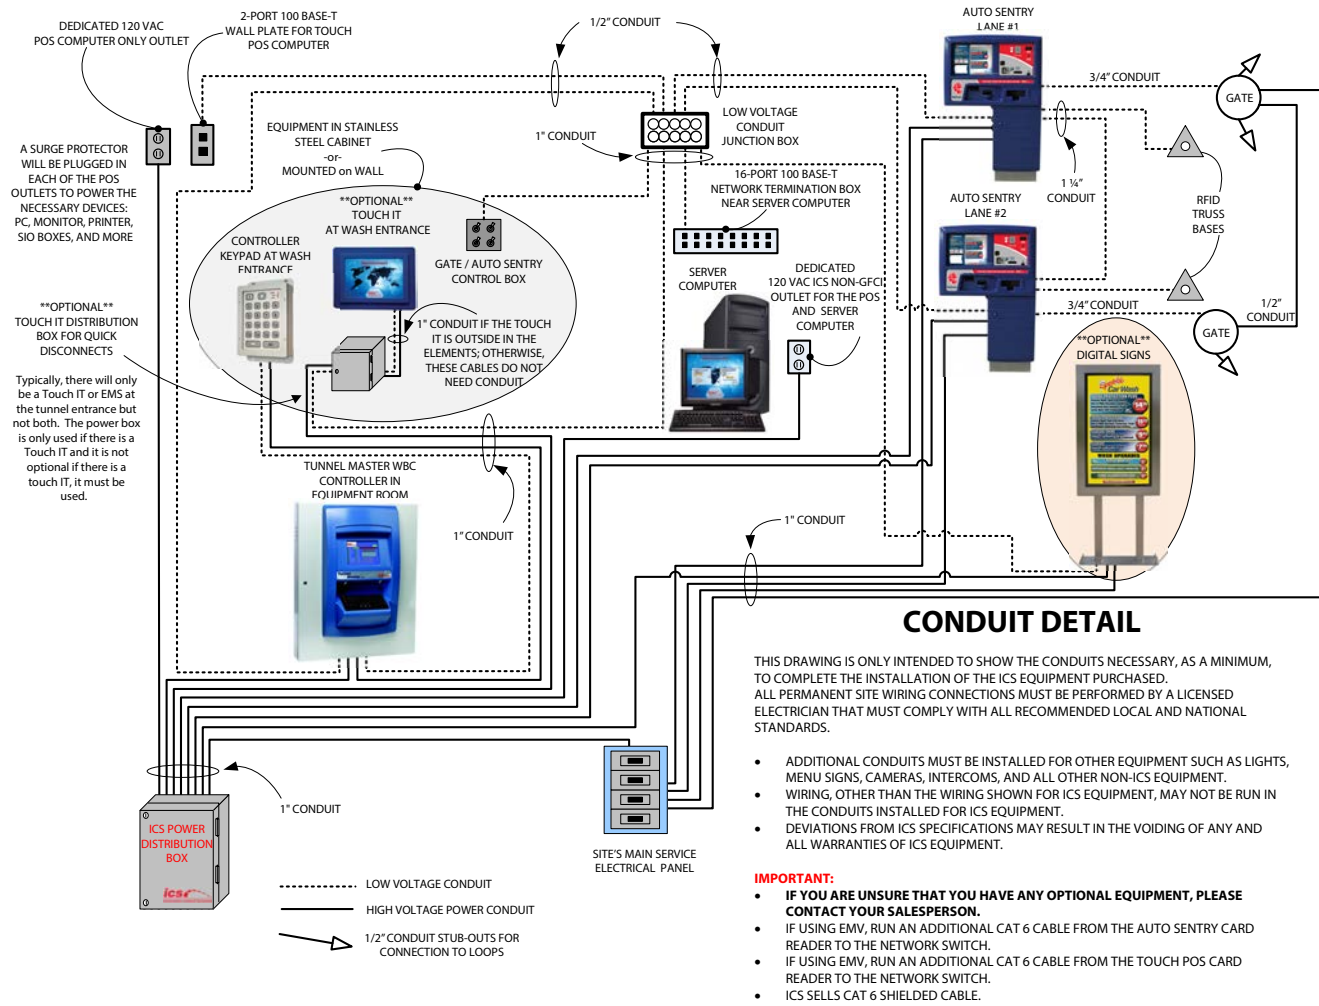 DEDICATED 120 VAC
POS COMPUTER ONLY OUTLET
2-PORT 100 BASE-T
WALL PLATE FOR TOUCH
POS COMPUTER
1/2" CONDUIT
AUTO SENTRY
LANE #1
3/4" CONDUIT
GATE
A SURGE PROTECTOR
WILL BE PLUGGED IN
EACH OF THE POS
OUTLETS TO POWER THE
NECESSARY DEVICES:
PC, MONITOR, PRINTER,
SIO BOXES, AND MORE
EQUIPMENT IN STAINLESS
STEEL CABINET
-or-
MOUNTED on WALL
1" CONDUIT
LOW VOLTAGE
CONDUIT
JUNCTION BOX
16-PORT 100 BASE-T
NETWORK TERMINATION BOX
NEAR SERVER COMPUTER
1 ¼"
CONDUIT
RFID
TRUSS
BASES
**OPTIONAL**
TOUCH IT
AT WASH ENTRANCE
CONTROLLER
KEYPAD AT WASH
ENTRANCE
GATE / AUTO SENTRY
CONTROL BOX
AUTO SENTRY
LANE #2
SERVER
COMPUTER
DEDICATED
120 VAC ICS NON-GFCI
OUTLET FOR THE POS
AND SERVER
COMPUTER
3/4" CONDUIT
1/2"
CONDUIT
GATE
**OPTIONAL**
TOUCH IT DISTRIBUTION
BOX FOR QUICK
DISCONNECTS
1" CONDUIT IF THE TOUCH
IT IS OUTSIDE IN THE
ELEMENTS; OTHERWISE,
THESE CABLES DO NOT
NEED CONDUIT
**OPTIONAL**
DIGITAL SIGNS
Car Wash
Typically, there will only
be a Touch IT or EMS at
the tunnel entrance but
not both. The power box
is only used if there is a
Touch IT and it is not
optional if there is a
touch IT, it must be
used.
TUNNEL MASTER WBC
CONTROLLER IN
EQUIPMENT ROOM
1" CONDUIT
1" CONDUIT
CONDUIT DETAIL
THIS DRAWING IS ONLY INTENDED TO SHOW THE CONDUITS NECESSARY, AS A MINIMUM,
TO COMPLETE THE INSTALLATION OF THE ICS EQUIPMENT PURCHASED.
ALL PERMANENT SITE WIRING CONNECTIONS MUST BE PERFORMED BY A LICENSED
ELECTRICIAN THAT MUST COMPLY WITH ALL RECOMMENDED LOCAL AND NATIONAL
STANDARDS.
• ADDITIONAL CONDUITS MUST BE INSTALLED FOR OTHER EQUIPMENT SUCH AS LIGHTS,
MENU SIGNS, CAMERAS, INTERCOMS, AND ALL OTHER NON-ICS EQUIPMENT.
• WIRING, OTHER THAN THE WIRING SHOWN FOR ICS EQUIPMENT, MAY NOT BE RUN IN
THE CONDUITS INSTALLED FOR ICS EQUIPMENT.
• DEVIATIONS FROM ICS SPECIFICATIONS MAY RESULT IN THE VOIDING OF ANY AND
ALL WARRANTIES OF ICS EQUIPMENT.
IMPORTANT:
• IF YOU ARE UNSURE THAT YOU HAVE ANY OPTIONAL EQUIPMENT, PLEASE
CONTACT YOUR SALESPERSON.
• IF USING EMV, RUN AN ADDITIONAL CAT 6 CABLE FROM THE AUTO SENTRY CARD
READER TO THE NETWORK SWITCH.
• IF USING EMV, RUN AN ADDITIONAL CAT 6 CABLE FROM THE TOUCH POS CARD
READER TO THE NETWORK SWITCH.
• ICS SELLS CAT 6 SHIELDED CABLE.
1" CONDUIT
ICS POWER
DISTRIBUTION
BOX
ics
SITE'S MAIN SERVICE
ELECTRICAL PANEL
LOW VOLTAGE CONDUIT
HIGH VOLTAGE POWER CONDUIT
1/2" CONDUIT STUB-OUTS FOR
CONNECTION TO LOOPS